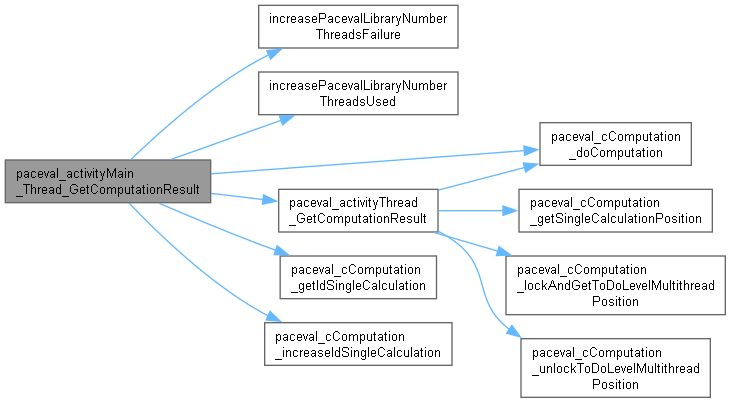 paceval_activityMain
_Thread_GetComputationResult
increasePacevalLibraryNumber
ThreadsFailure
increasePacevalLibraryNumber
ThreadsUsed
paceval_activityThread
_GetComputationResult
paceval_cComputation
_getIdSingleCalculation
paceval_cComputation
_increaseIdSingleCalculation
paceval_cComputation
_doComputation
paceval_cComputation
_getSingleCalculationPosition
paceval_cComputation
_lockAndGetToDoLevelMultithread
Position
paceval_cComputation
_unlockToDoLevelMultithread
Position